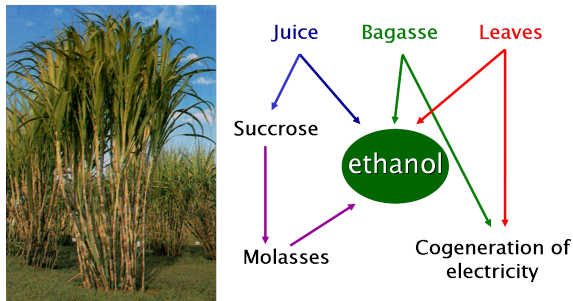 Juice Bagasse Leaves
Succrose
ethanol
Molasses
Cogeneration of
electricity